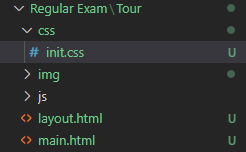 Regular Exam\Tour
css
# init.css U
img
js
<> layout.html U
<> main.html U